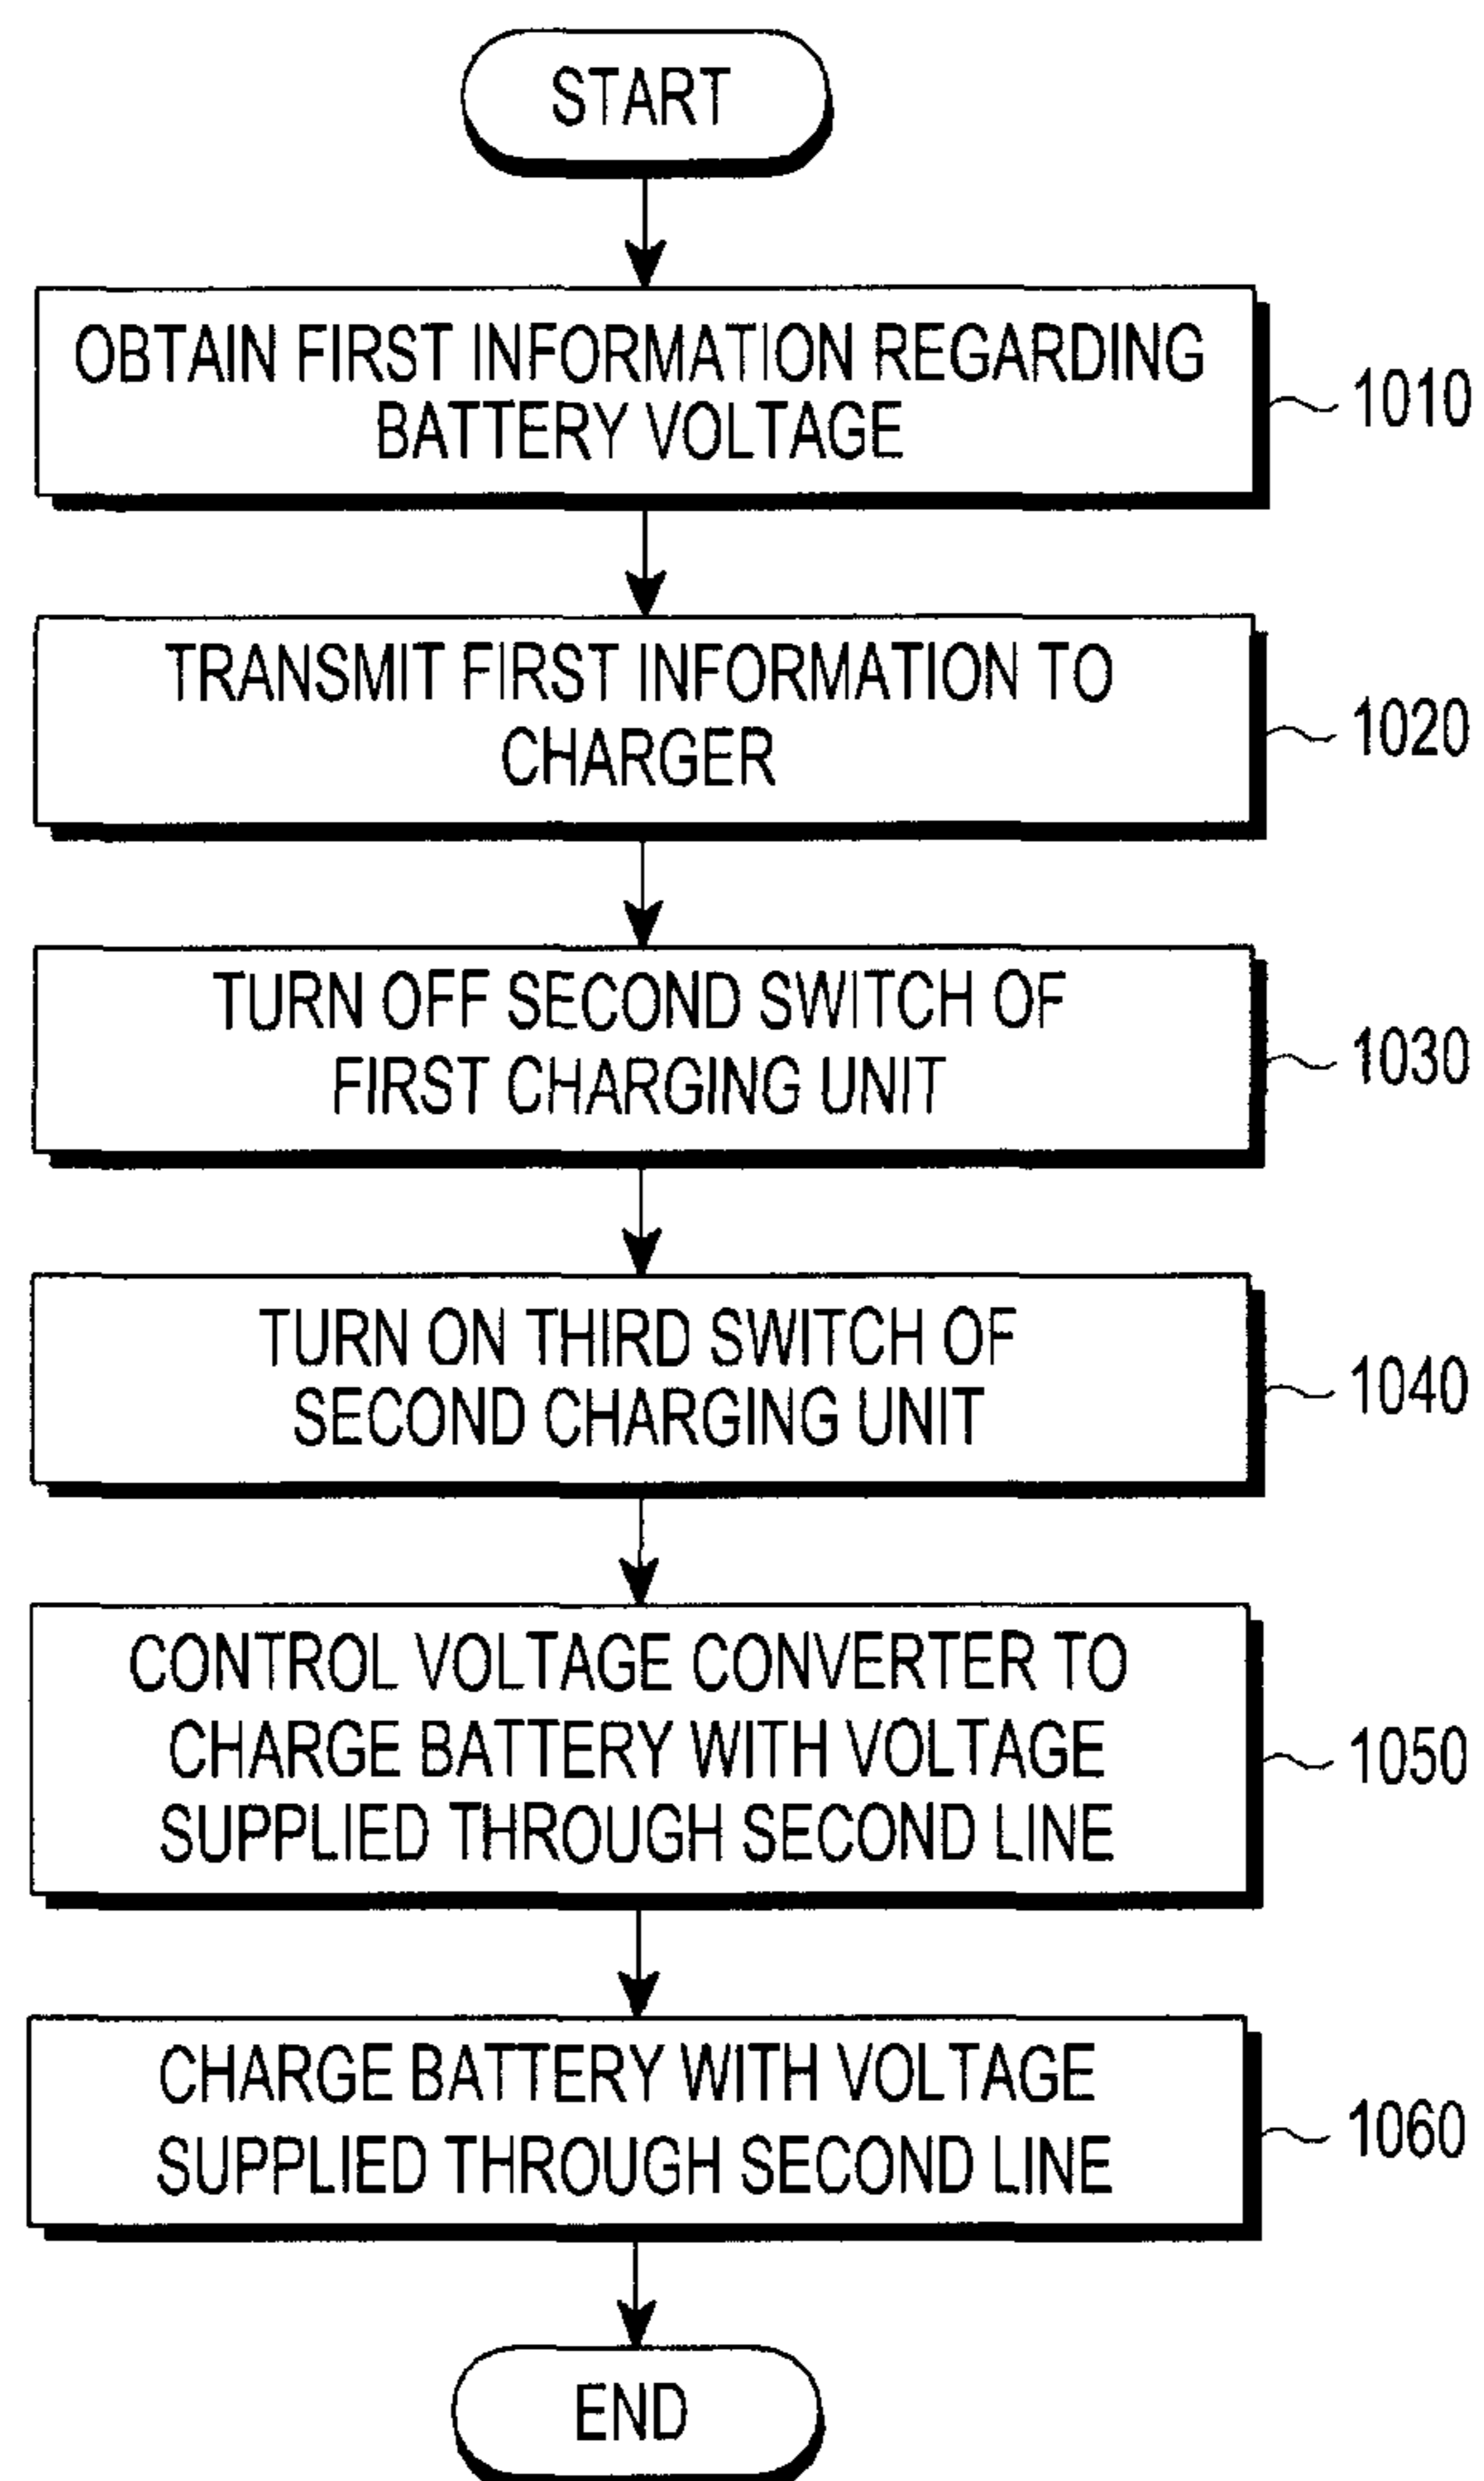 START
OBTAIN FIRST INFORMATION REGARDING
BATTERY VOLTAGE
1010
TRANSMIT FIRST INFORMATION TO
CHARGER
1020
TURN OFF SECOND SWITCH OF
FIRST CHARGING UNIT
1030
TURN ON THIRD SWITCH OF
SECOND CHARGING UNIT
1040
CONTROL VOLTAGE CONVERTER TO
CHARGE BATTERY WITH VOLTAGE
SUPPLIED THROUGH SECOND LINE
1050
CHARGE BATTERY WITH VOLTAGE
SUPPLIED THROUGH SECOND LINE
1060
END